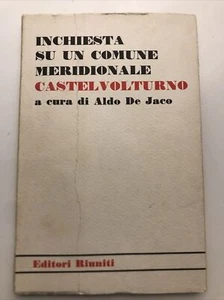 INCHIESTA
SU UN COMUNE
MERIDIONALE
CASTELVOLTURNO
a cura di Aldo De Jaco
Editori Riuniti